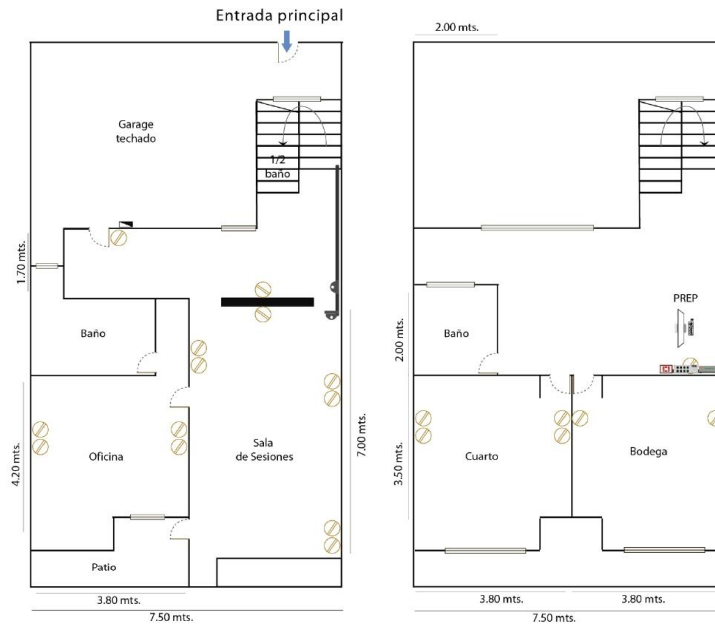 Entrada principal
2.00 mts.
Garage
techado
1/2
baño
1.70 mts.
Baño
4.20 mts.
Oficina
Sala
de Sesiones
7.00 mts.
Patio
3.80 mts.
7.50 mts.
PREP
Baño
2.00 mts.
3.50 mts.
Cuarto
Bodega
3.80 mts.
3.80 mts.
7.50 mts.